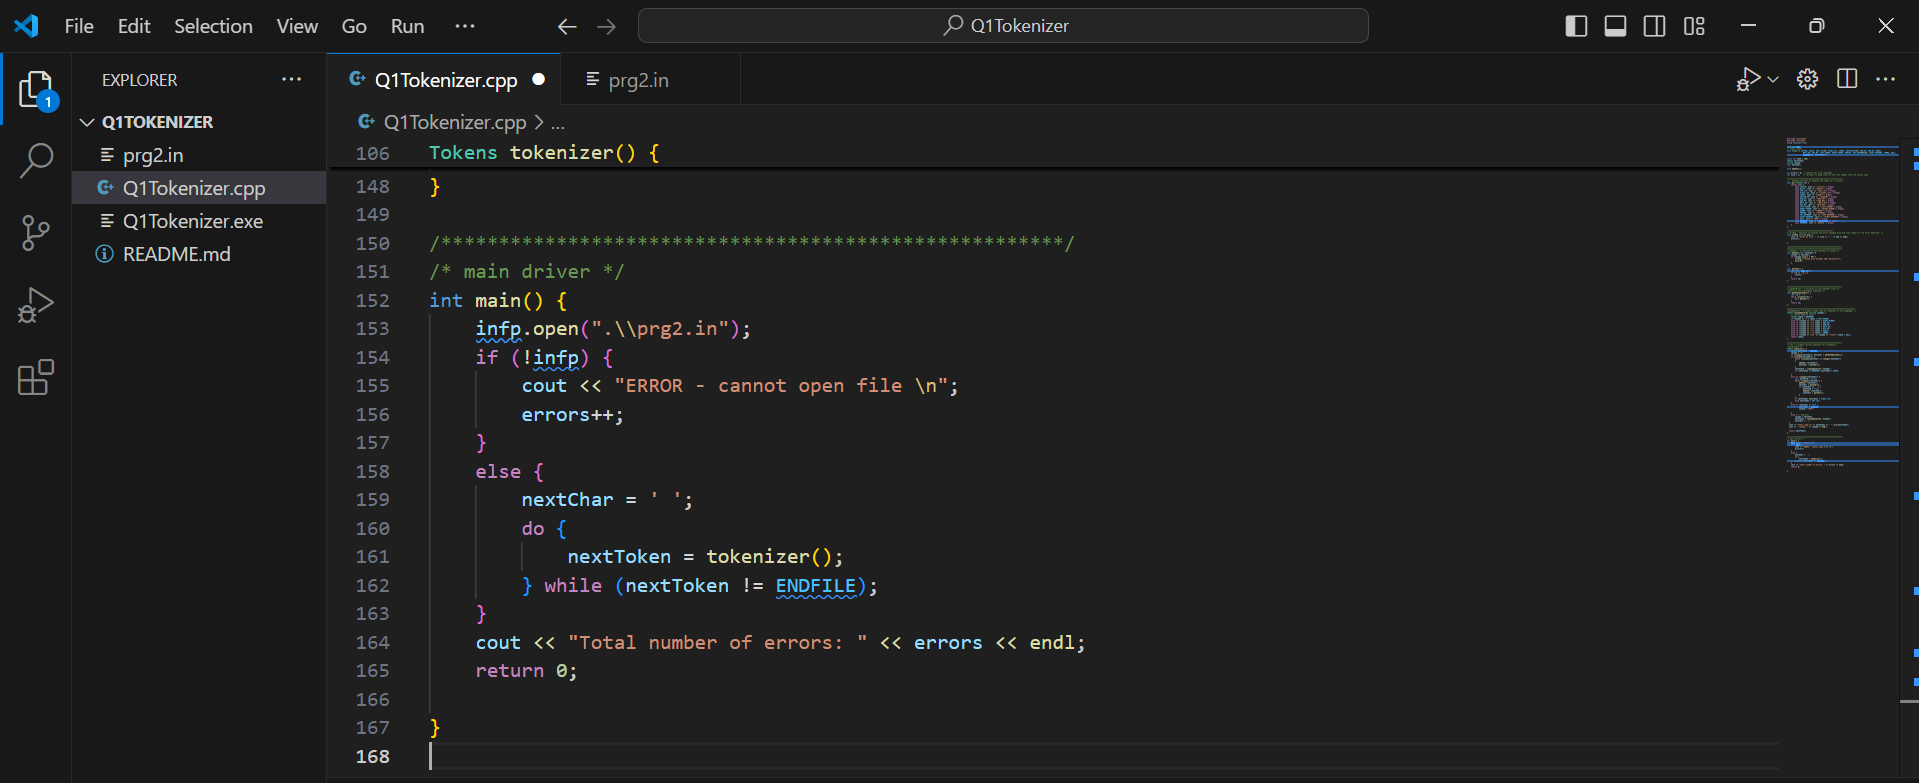 File Edit Selection View Go Run ···
Q1Tokenizer
1
EXPLORER ···
Q1TOKENIZER
prg2.in
Q1Tokenizer.cpp
Q1Tokenizer.exe
README.md
Q1Tokenizer.cpp ●
prg2.in
Q1Tokenizer.cpp > ...
106 Tokens tokenizer() {
148 }
149
150 /******************************************************/
151 /* main driver */
152 int main() {
153     infp.open(".\\prg2.in");
154     if (!infp) {
155         cout << "ERROR - cannot open file \n";
156         errors++;
157     }
158     else {
159         nextChar = ' ';
160         do {
161             nextToken = tokenizer();
162         } while (nextToken != ENDFILE);
163     }
164     cout << "Total number of errors: " << errors << endl;
165     return 0;
166
167 }
168